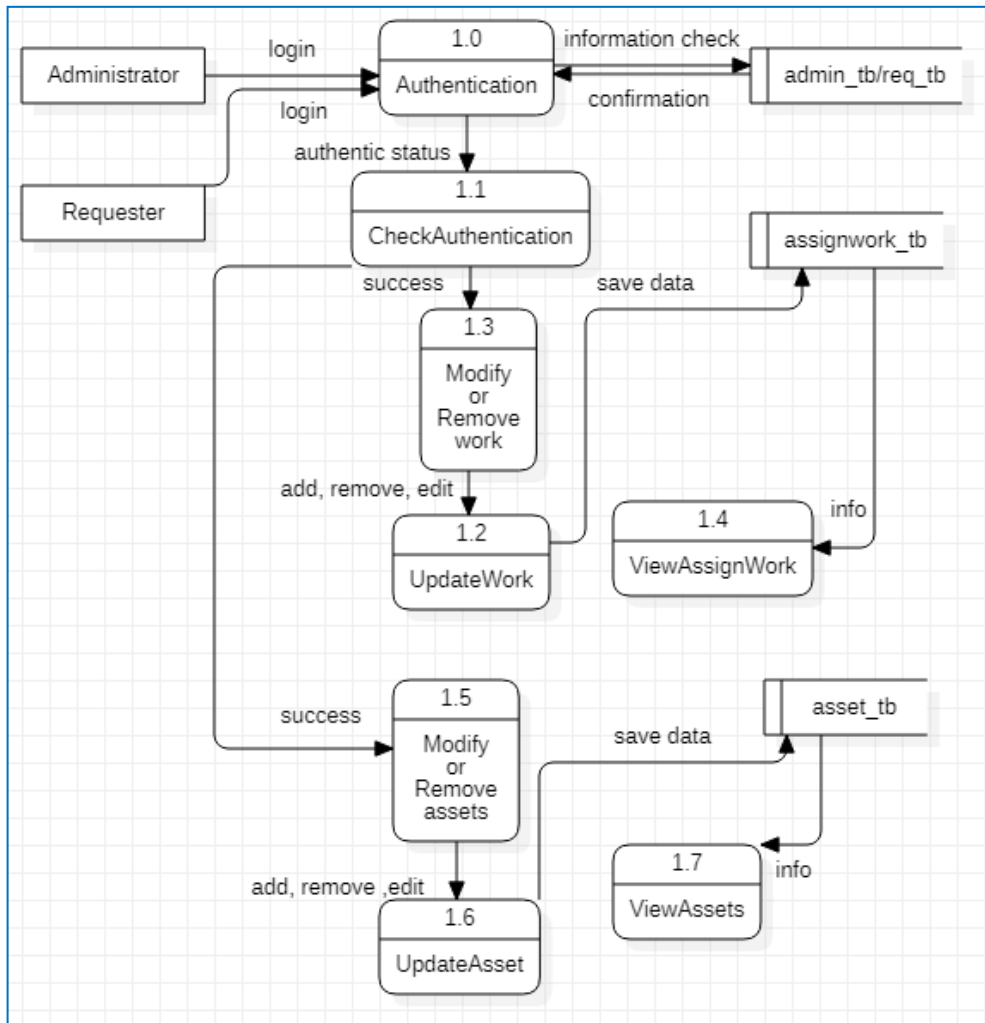 login
1.0
information check
Administrator
Authentication
admin_tb/req_tb
login
confirmation
authentic status
1.1
Requester
CheckAuthentication
assignwork_tb
success
save data
1.3
Modify
or
Remove
work
add, remove, edit
1.2
UpdateWork
info
1.4
ViewAssignWork
success
1.5
Modify
or
Remove
assets
asset_tb
save data
add, remove ,edit
1.6
UpdateAsset
info
1.7
ViewAssets